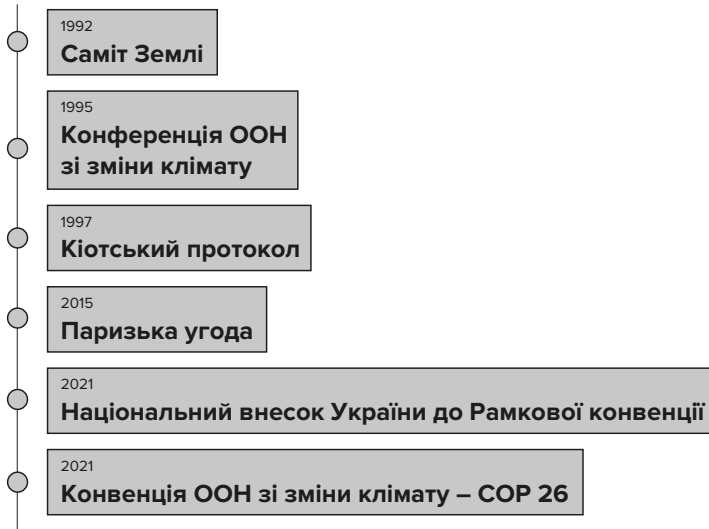 1992
Саміт Землі
1995
Конференція ООН
зі зміни клімату
1997
Кіотський протокол
2015
Паризька угода
2021
Національний внесок України до Рамкової конвенції
2021
Конвенція ООН зі зміни клімату – COP 26